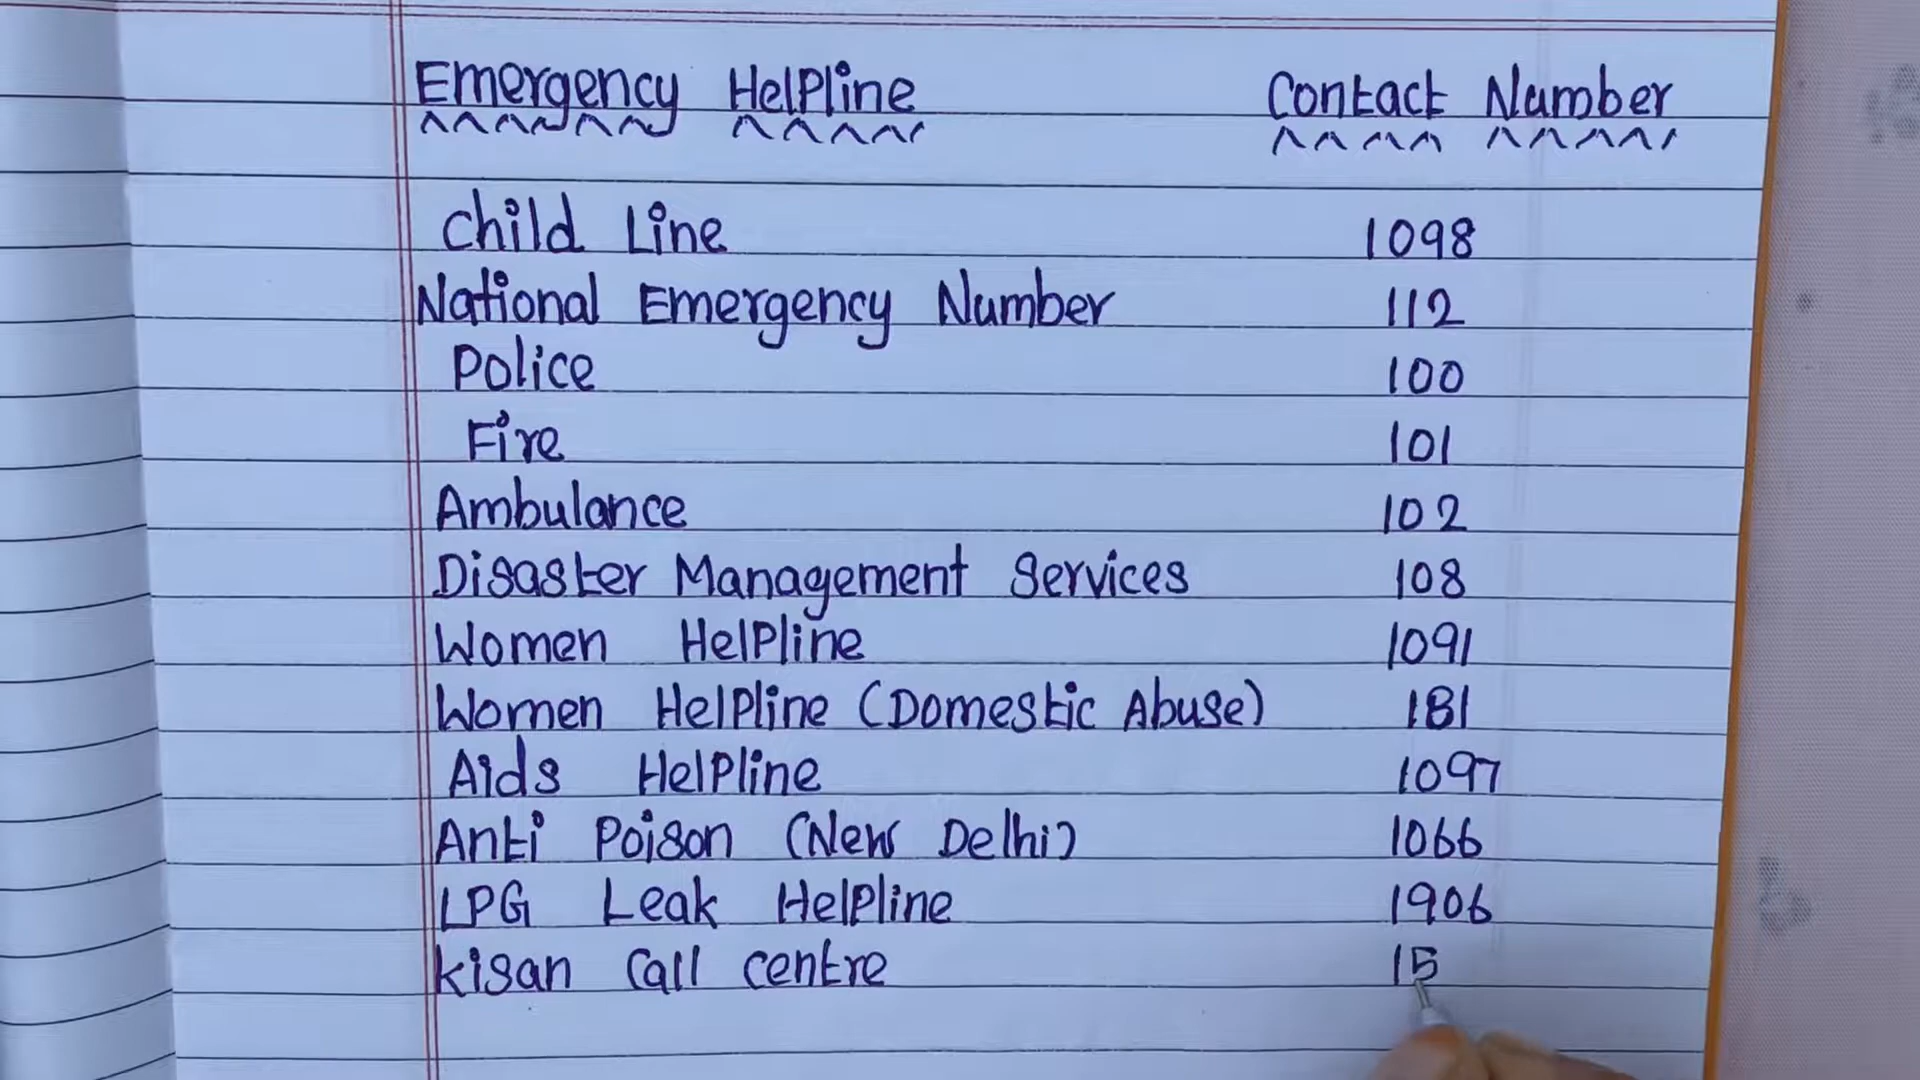 Emergency HelPline Contact Number
Child Line 1098
National Emergency Number 112
Police 100
Fire 101
Ambulance 102
Disaster Management Services 108
Women HelPline 1091
Women HelPline (Domestic Abuse) 181
Aids HelPline 1097
Anti Poison (New Delhi) 1066
LPG Leak HelPline 1906
kisan Call centre 15